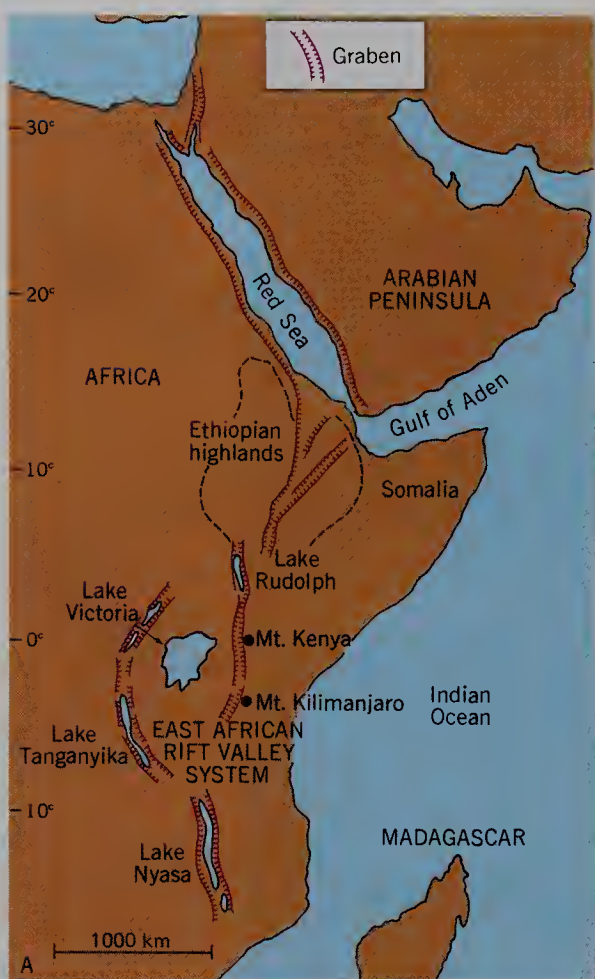 Graben
30°
20°
10°
0°
10°
Red Sea
ARABIAN
PENINSULA
AFRICA
Gulf of Aden
Ethiopian
highlands
Somalia
Lake
Rudolph
Lake
Victoria
Mt. Kenya
Mt. Kilimanjaro
Indian
Ocean
Lake
Tanganyika
EAST AFRICAN
RIFT VALLEY
SYSTEM
MADAGASCAR
Lake
Nyasa
1000 km
A